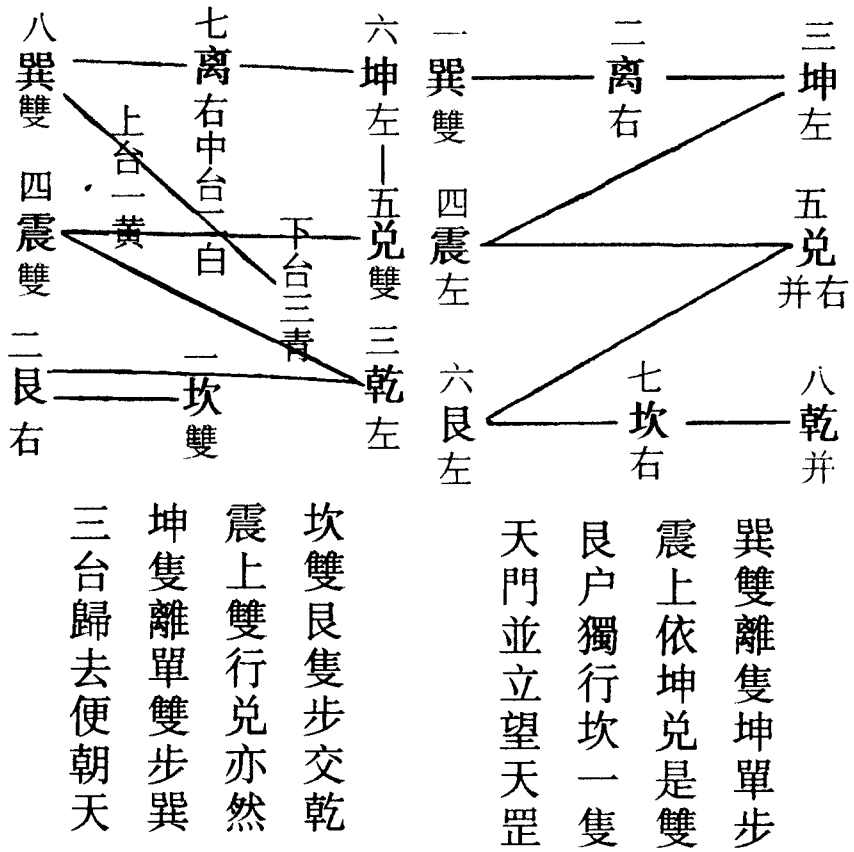 三
坤
左
二
离
右
一
巽
雙
五
兑
并右
四
震
左
八
乾
并
七
坎
右
六
艮
左
巽雙離隻坤單步
震上依坤兑是雙
艮户獨行坎一隻
天門並立望天罡
六
坤
左
七
离
右
八
巽
雙
中台二白
上台一黄
下台三青
五
兑
雙
四
震
雙
三
乾
左
一
坎
雙
二
艮
右
坎雙艮隻步交乾
震上雙行兑亦然
坤隻離單雙步巽
三台歸去便朝天